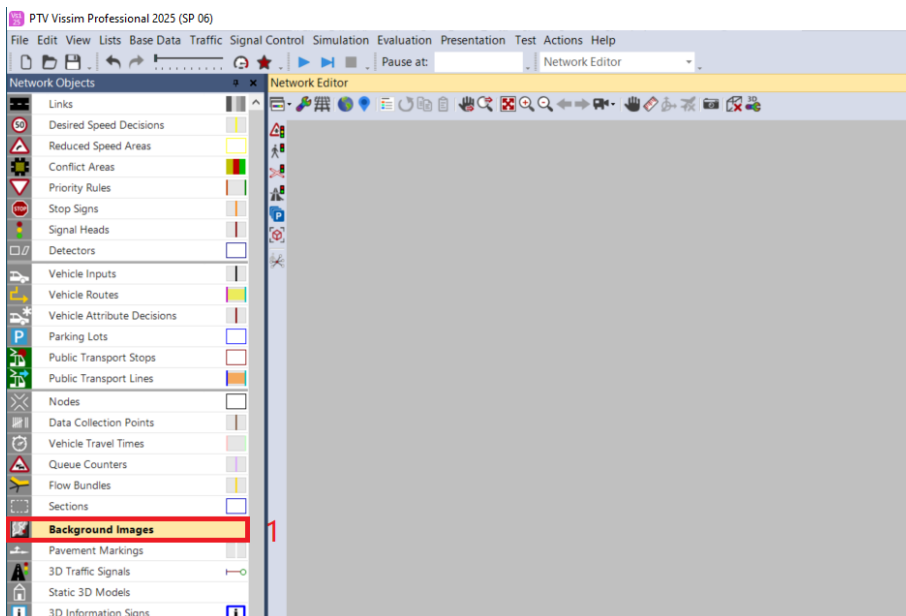 PTV Vissim Professional 2025 (SP 06)
File Edit View Lists Base Data Traffic Signal Control Simulation Evaluation Presentation Test Actions Help
Pause at: Network Editor
Network Objects
Network Editor
Links
50 Desired Speed Decisions
Reduced Speed Areas
Conflict Areas
Priority Rules
STOP Stop Signs
Signal Heads
Detectors
Vehicle Inputs
Vehicle Routes
Vehicle Attribute Decisions
P Parking Lots
Public Transport Stops
Public Transport Lines
Nodes
Data Collection Points
Vehicle Travel Times
Queue Counters
Flow Bundles
Sections
Background Images 1
Pavement Markings
3D Traffic Signals
Static 3D Models
3D Information Signs